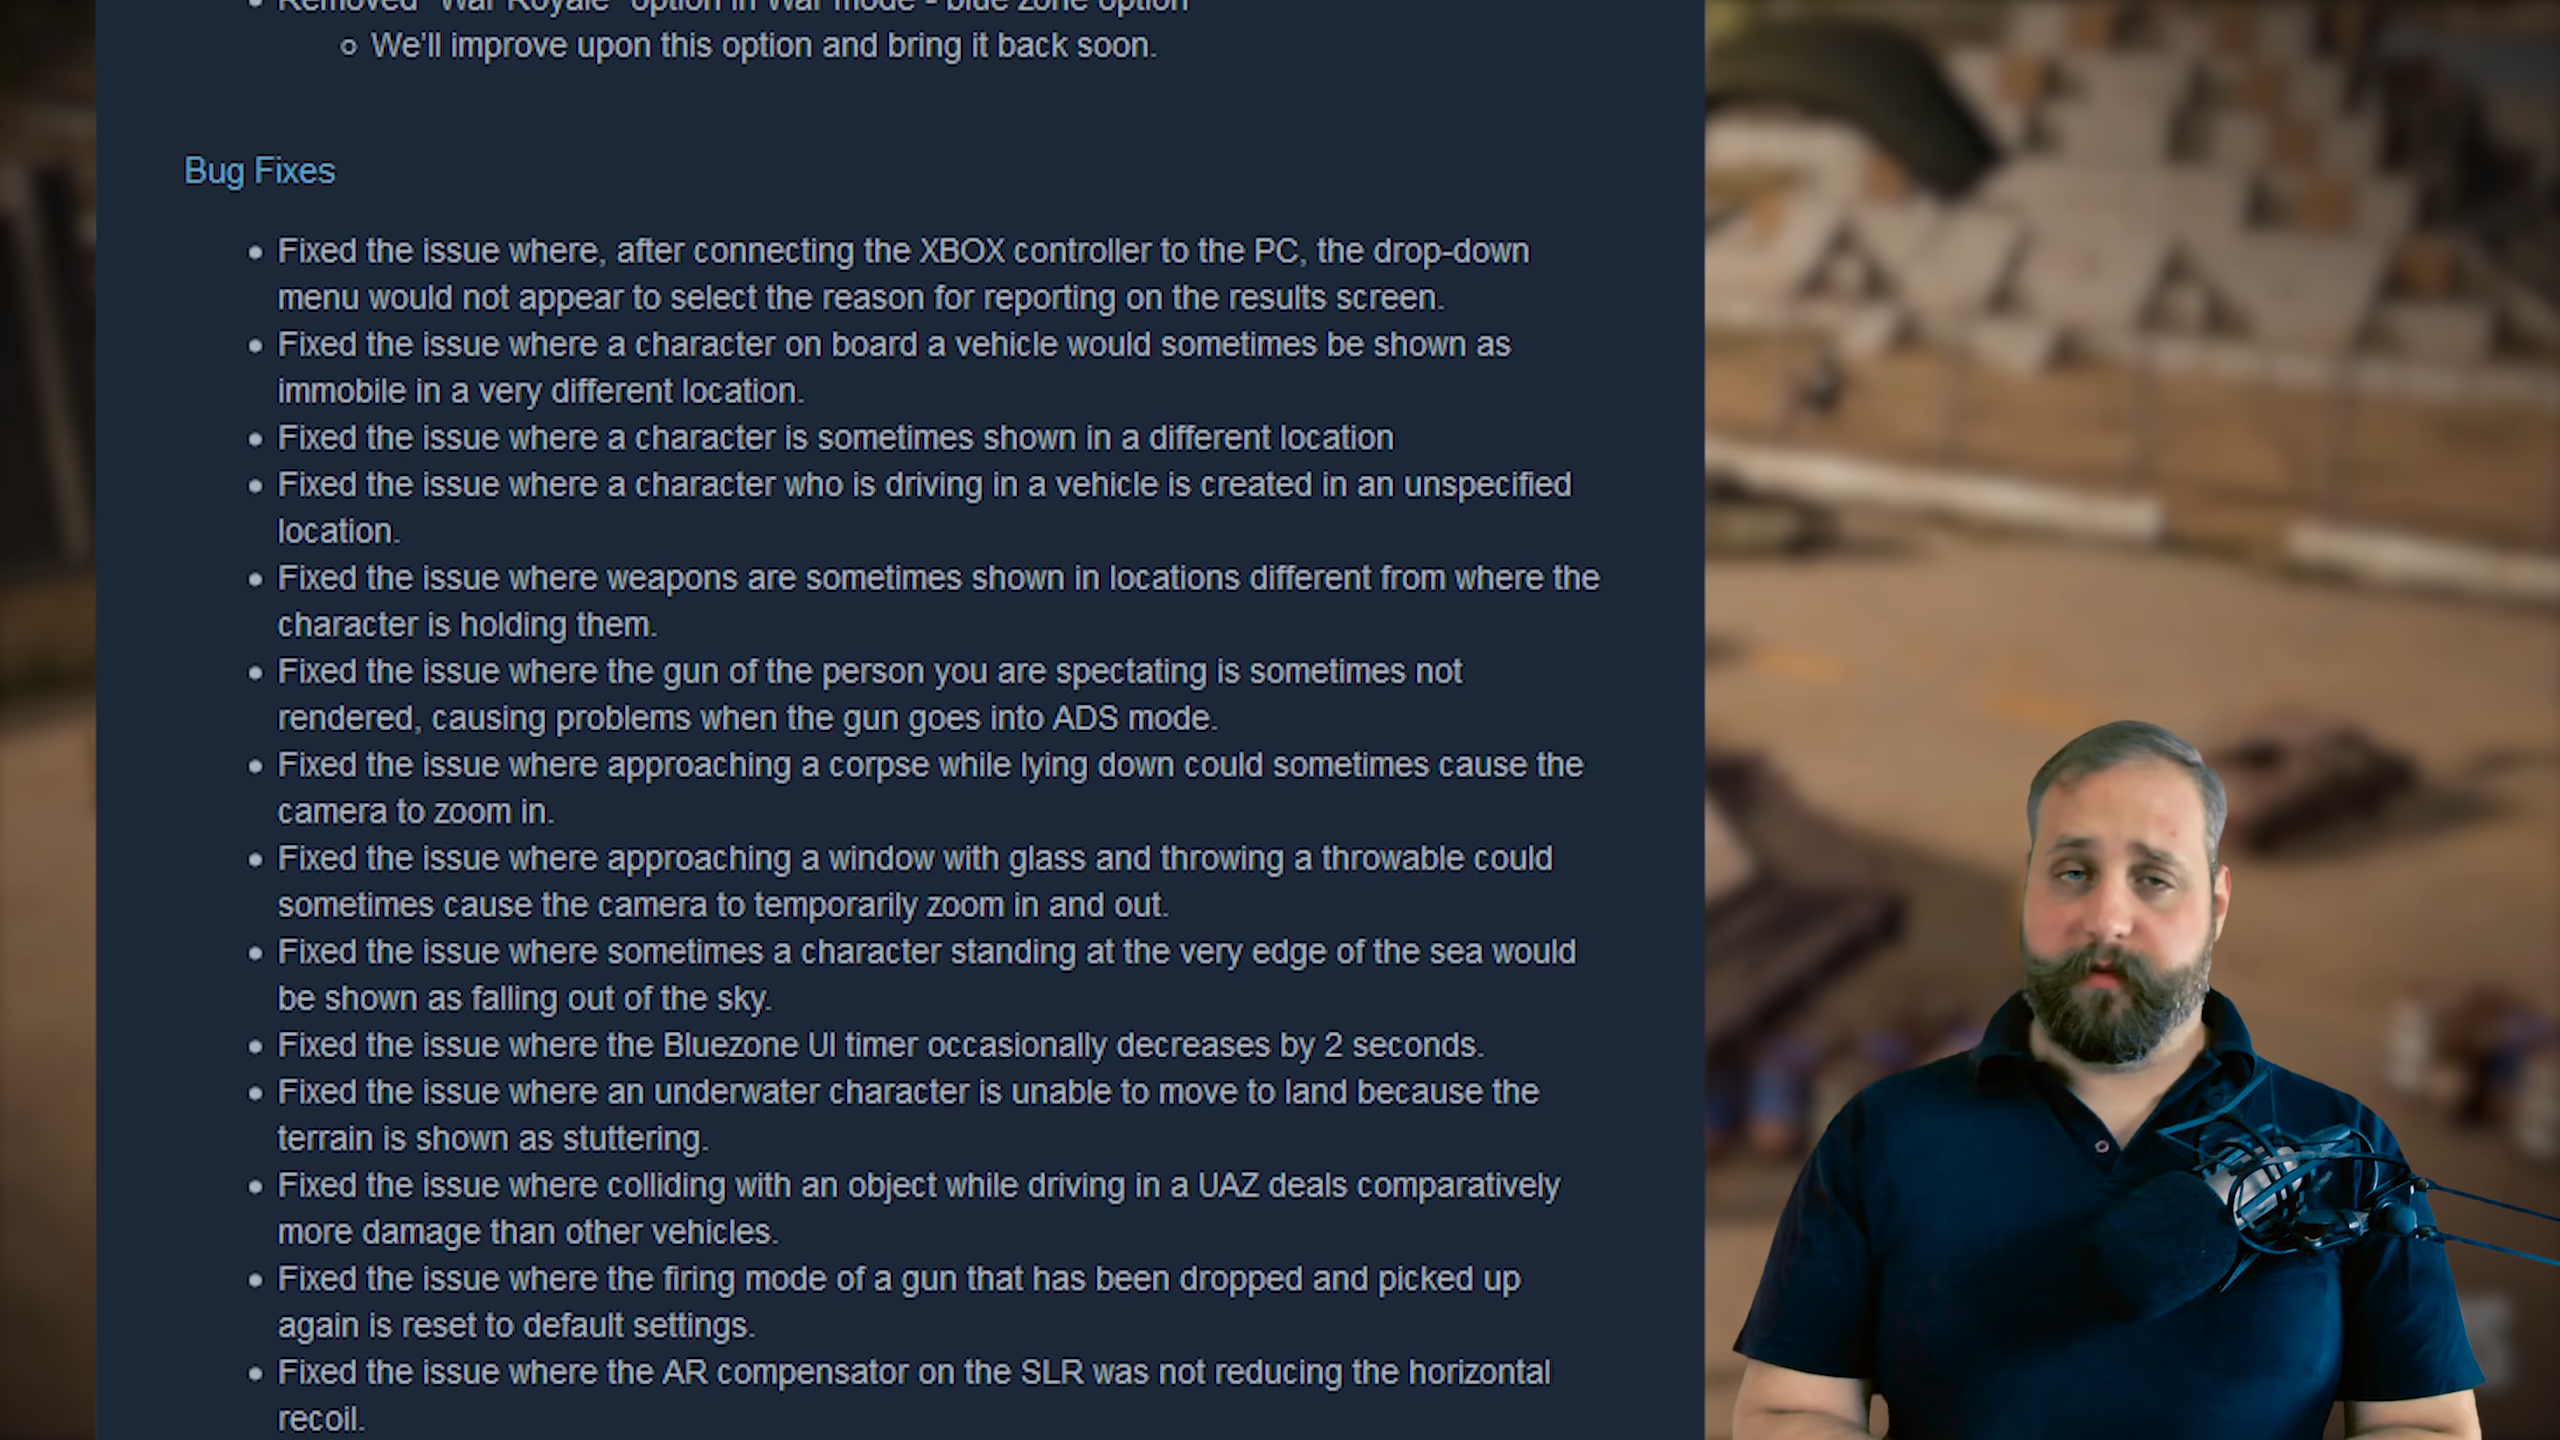 Removed "War Royale" option in War mode - blue zone option
We'll improve upon this option and bring it back soon.
Bug Fixes
Fixed the issue where, after connecting the XBOX controller to the PC, the drop-down
menu would not appear to select the reason for reporting on the results screen.
Fixed the issue where a character on board a vehicle would sometimes be shown as
immobile in a very different location.
Fixed the issue where a character is sometimes shown in a different location
Fixed the issue where a character who is driving in a vehicle is created in an unspecified
location.
Fixed the issue where weapons are sometimes shown in locations different from where the
character is holding them.
Fixed the issue where the gun of the person you are spectating is sometimes not
rendered, causing problems when the gun goes into ADS mode.
Fixed the issue where approaching a corpse while lying down could sometimes cause the
camera to zoom in.
Fixed the issue where approaching a window with glass and throwing a throwable could
sometimes cause the camera to temporarily zoom in and out.
Fixed the issue where sometimes a character standing at the very edge of the sea would
be shown as falling out of the sky.
Fixed the issue where the Bluezone UI timer occasionally decreases by 2 seconds.
Fixed the issue where an underwater character is unable to move to land because the
terrain is shown as stuttering.
Fixed the issue where colliding with an object while driving in a UAZ deals comparatively
more damage than other vehicles.
Fixed the issue where the firing mode of a gun that has been dropped and picked up
again is reset to default settings.
Fixed the issue where the AR compensator on the SLR was not reducing the horizontal
recoil.